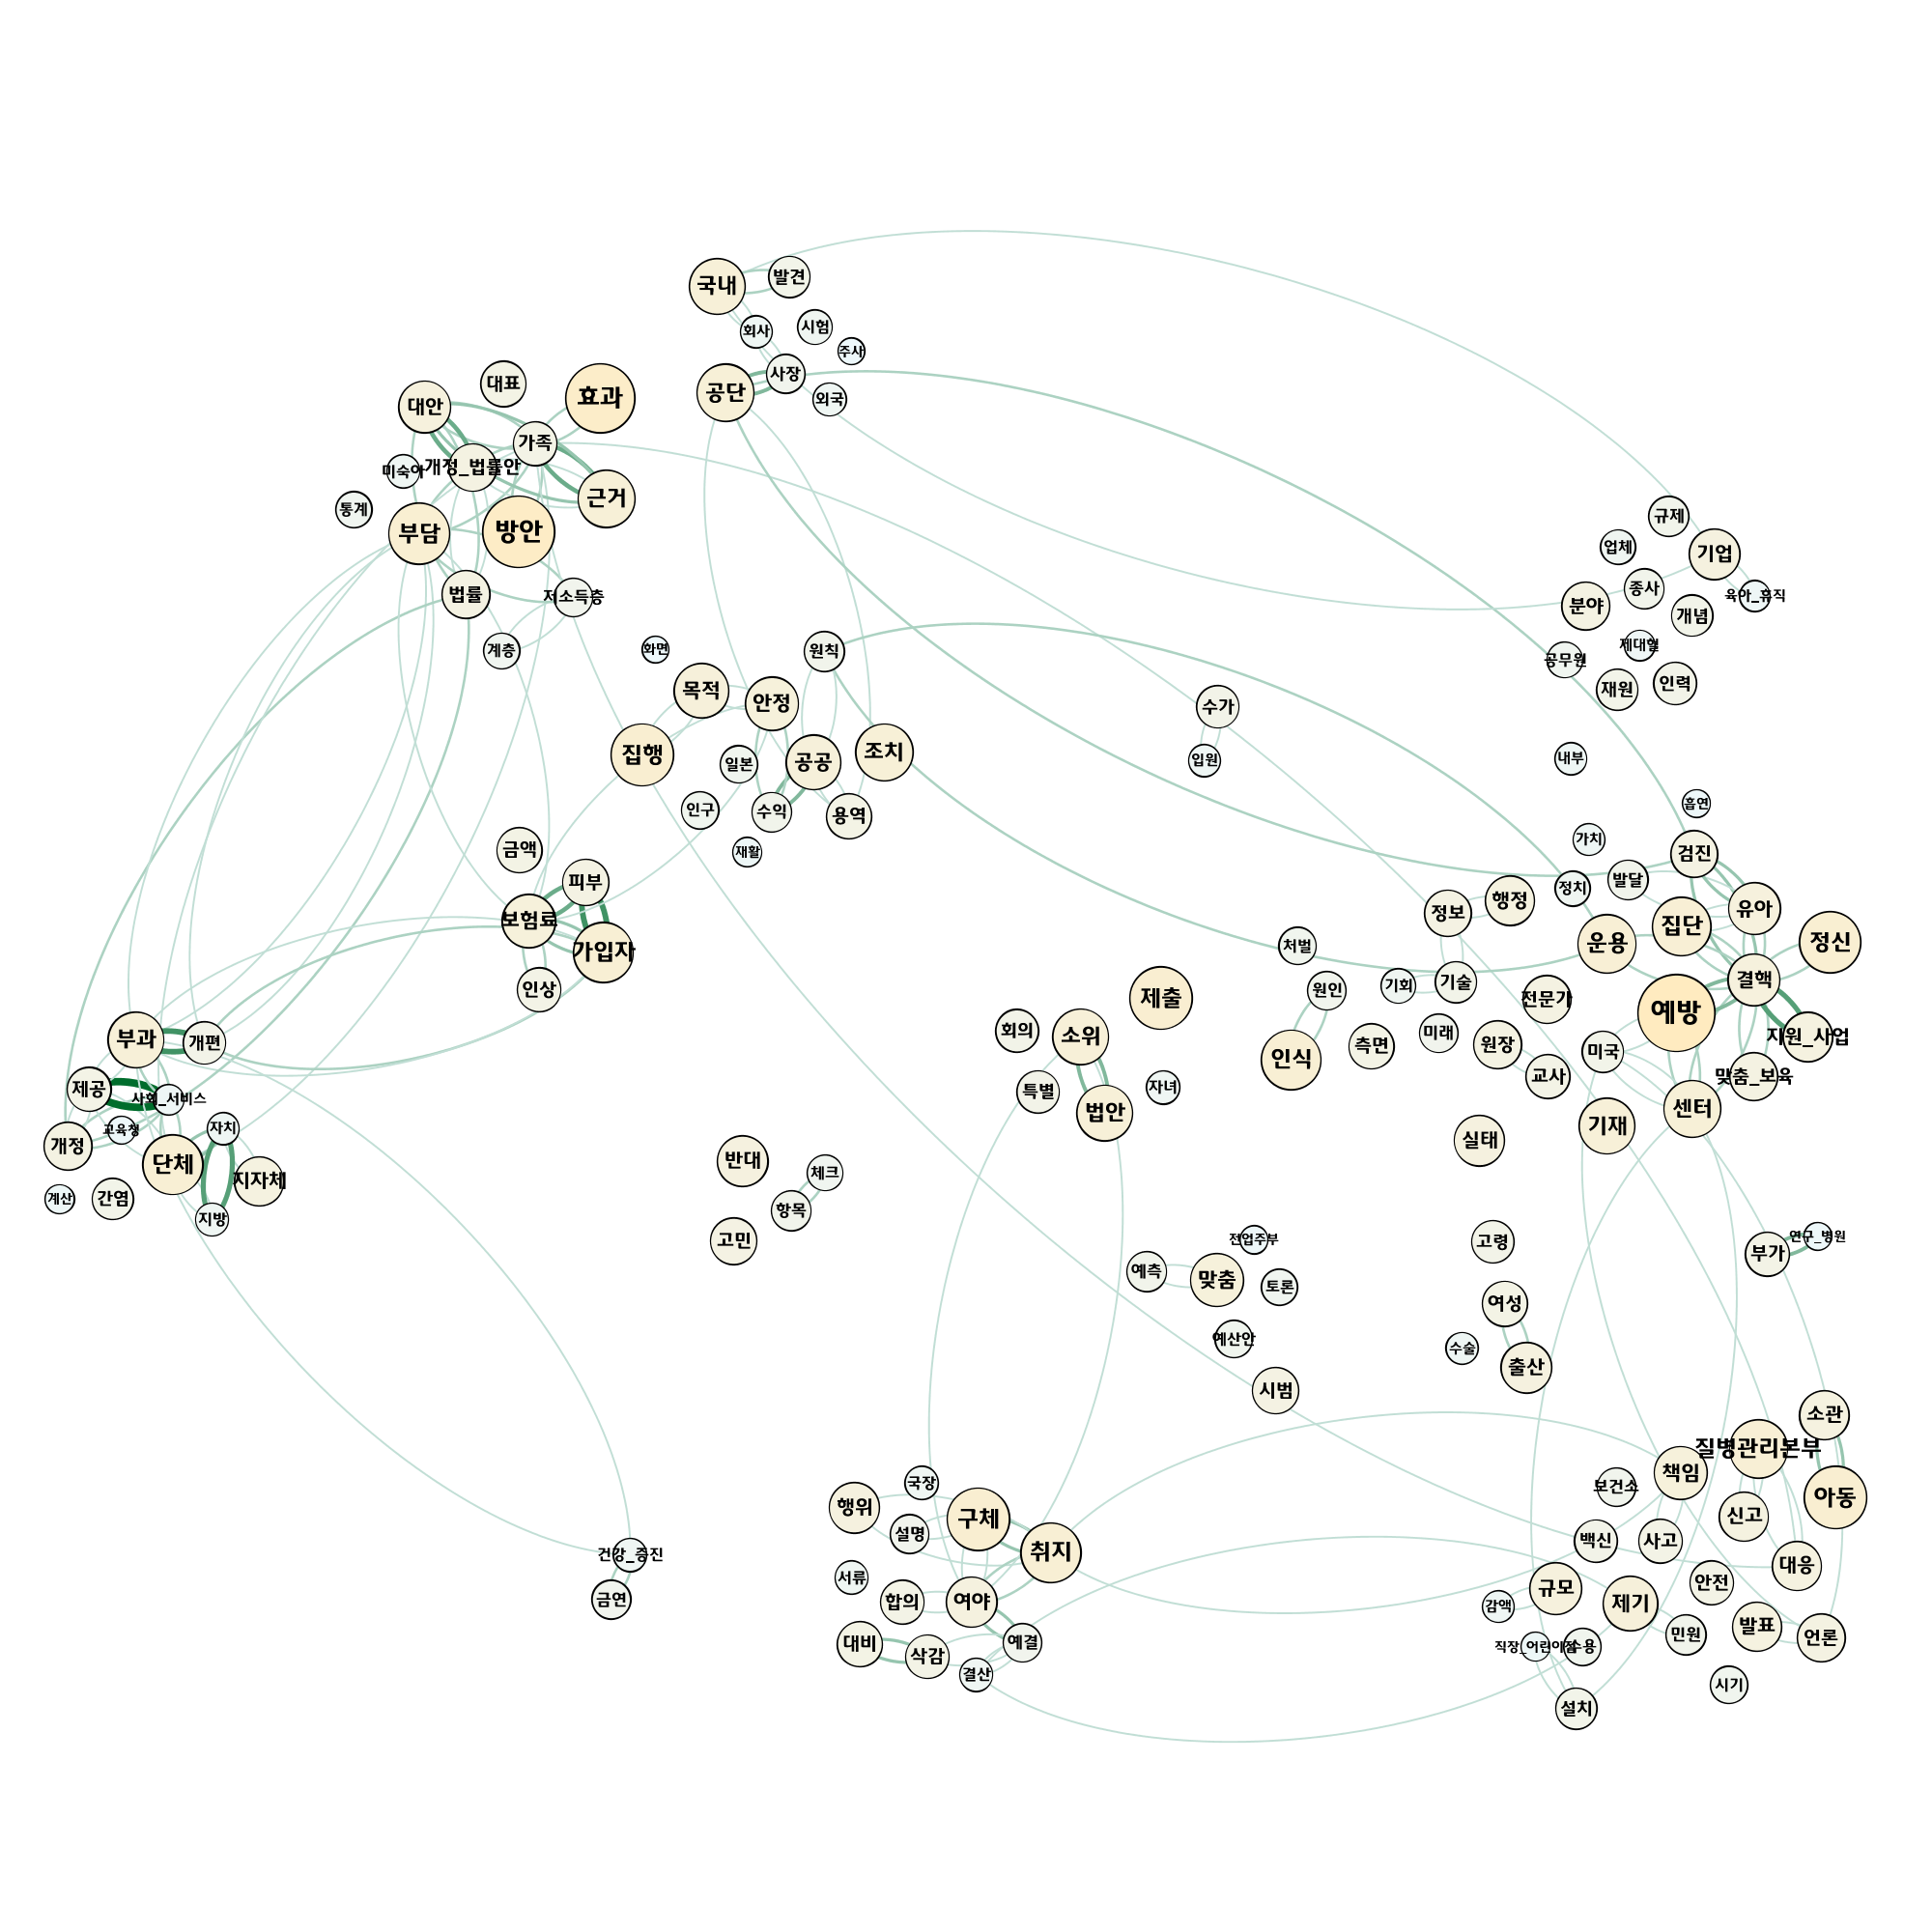 국내
발견
회사
시험
주사
사장
공단
외국
대표
효과
대안
가족
개정_법률안
미숙아
근거
통계
부담
방안
법률
저소득층
계층
규제
업체
기업
종사
육아_휴직
분야
개념
제대혈
공무원
재원
인력
내부
화면
원칙
목적
안정
집행
일본
공공
조치
인구
수익
용역
재활
수가
입원
금액
피부
보험료
가입자
인상
흡연
가치
검진
발달
정치
유아
집단
운용
정신
결핵
예방
지원_사업
맞춤_보육
미국
센터
기재
행정
정보
처벌
기회
기술
원인
전문가
미래
측면
인식
원장
교사
실태
제출
회의
소위
특별
자녀
법안
부과
개편
제공
사회_서비스
교육청
자치
개정
단체
지자체
계산
간염
지방
반대
체크
항목
고민
전업주부
예측
맞춤
토론
예산안
시범
고령
부가
연구_병원
여성
수술
출산
소관
질병관리본부
책임
보건소
아동
신고
백신
사고
대응
안전
규모
감액
제기
발표
언론
민원
직장_어린이집
소용
시기
설치
국장
행위
구체
설명
취지
서류
합의
여야
대비
삭감
예결
결산
건강_증진
금연